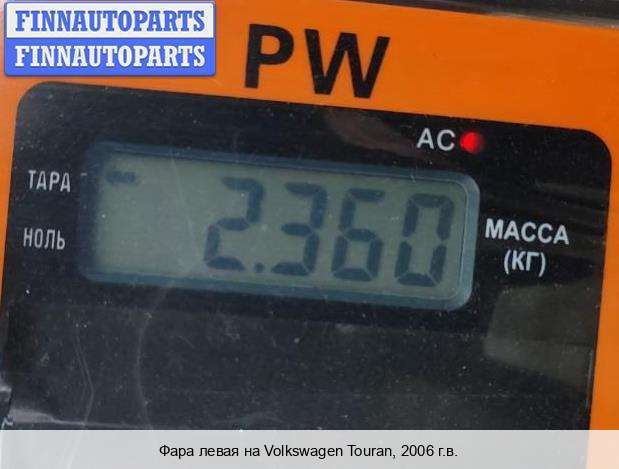 FINNAUTOPARTS
FINNAUTOPARTS
PW
AC
ТАРА
2.360
НОЛЬ
МАССА
(КГ)
Фара левая на Volkswagen Touran, 2006 г.в.